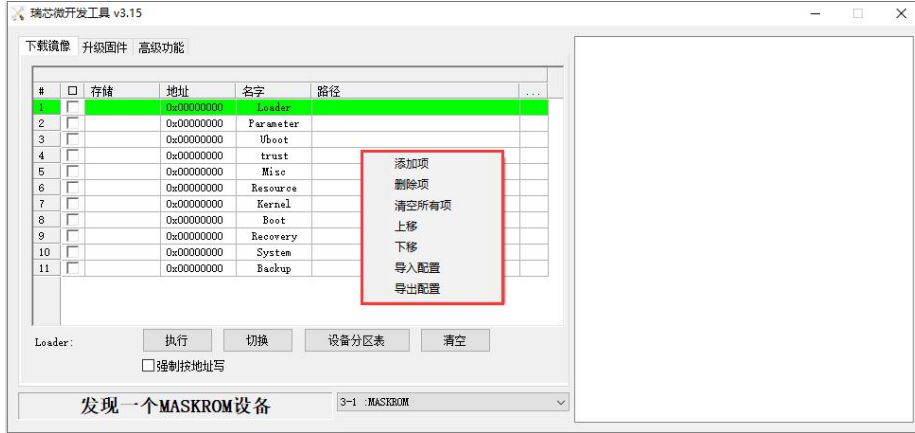 瑞芯微开发工具 v3.15
下载镜像 升级固件 高级功能
# 存储 地址 名字 路径 ...
1 0x00000000 Loader
2 0x00000000 Parameter
3 0x00000000 Uboot
4 0x00000000 trust
5 0x00000000 Misc
6 0x00000000 Resource
7 0x00000000 Kernel
8 0x00000000 Boot
9 0x00000000 Recovery
10 0x00000000 System
11 0x00000000 Backup
添加项
删除项
清空所有项
上移
下移
导入配置
导出配置
Loader: 执行 切换 设备分区表 清空
强制按地址写
发现一个MASKROM设备 3-1 :MASKROM